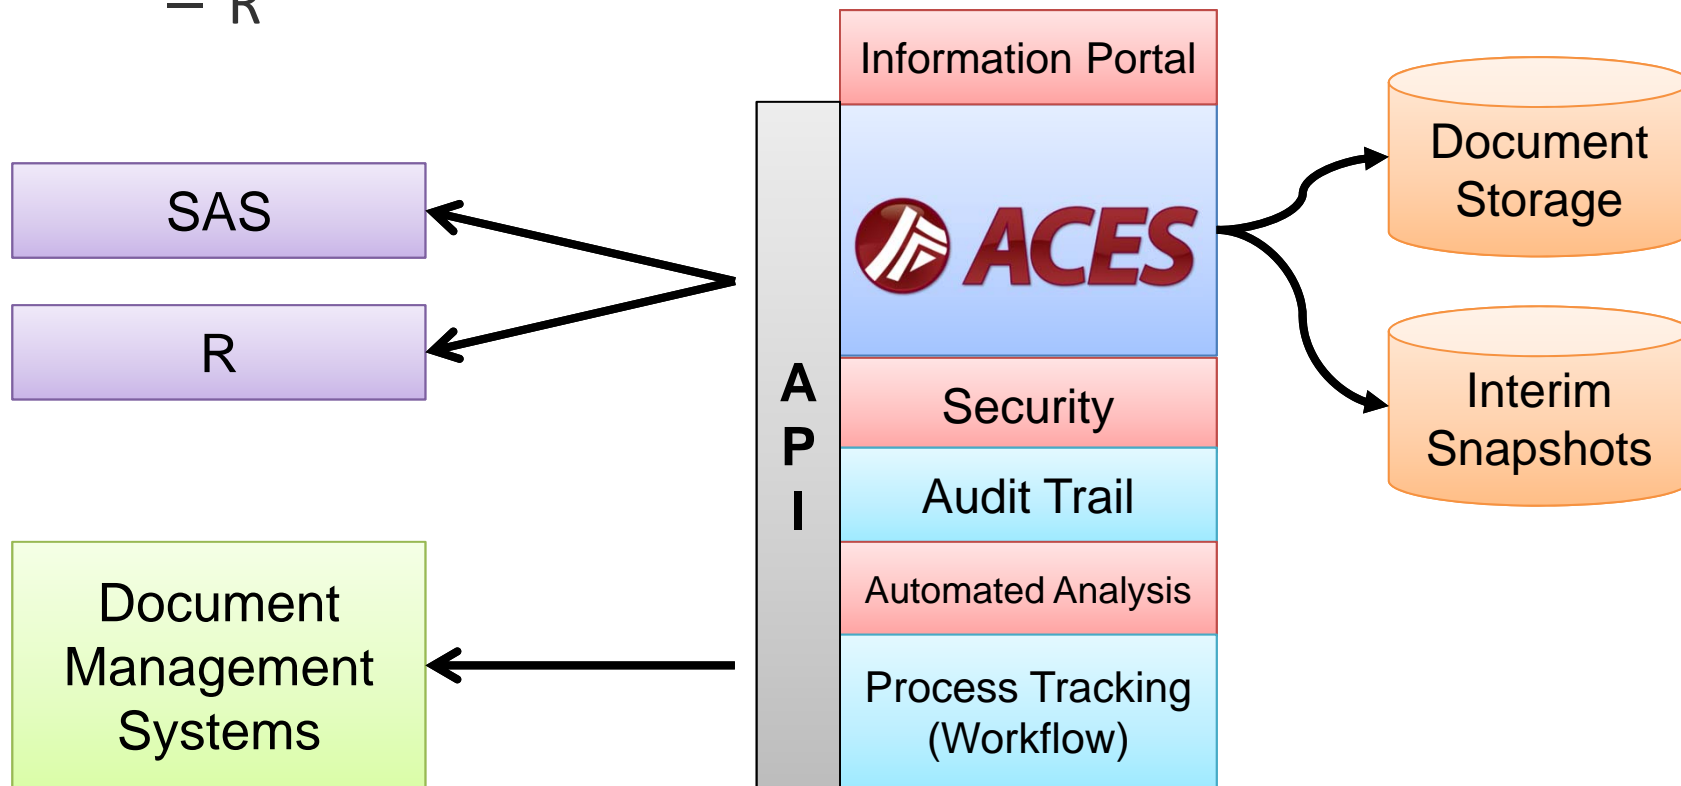 – R
Information Portal
SAS
R
A
P
I
ACES
Security
Audit Trail
Automated Analysis
Process Tracking
(Workflow)
Document
Management
Systems
Document
Storage
Interim
Snapshots